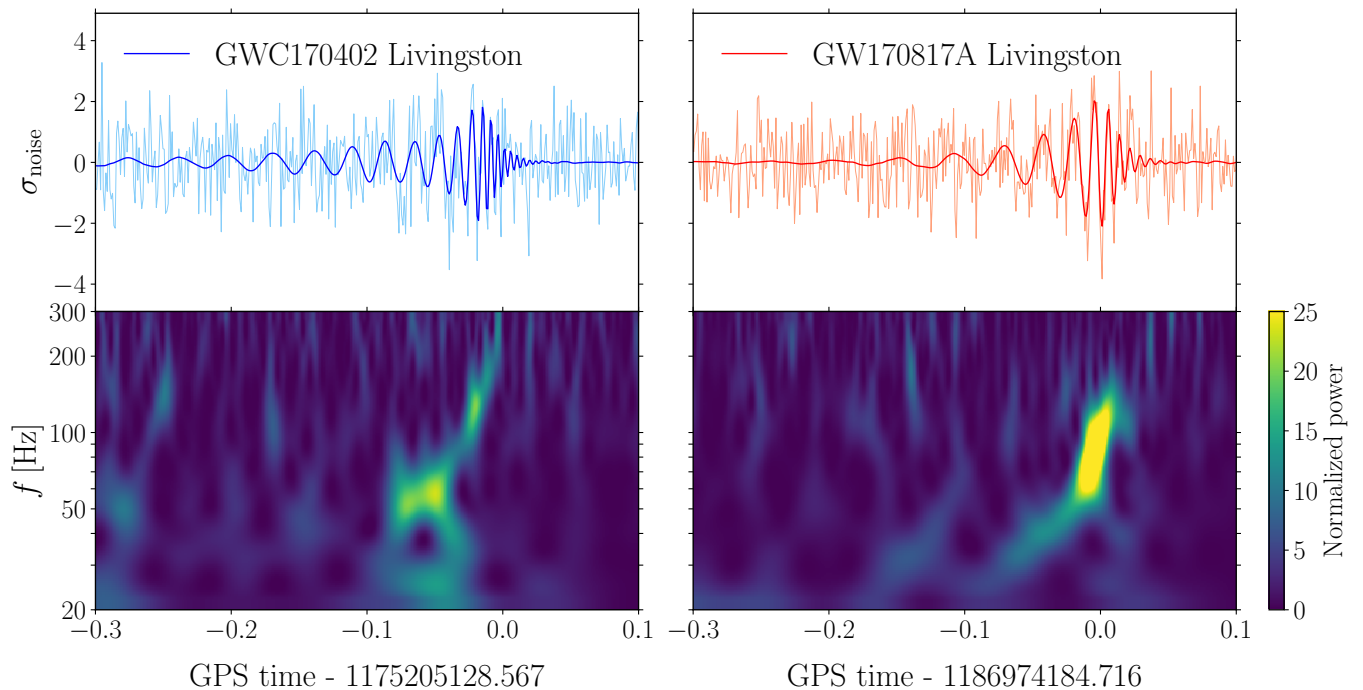 GWC170402 Livingston
GW170817A Livingston
4
2
0
−2
−4
σnoise
300
200
100
50
20
f [Hz]
−0.3 −0.2 −0.1 0.0 0.1
−0.3 −0.2 −0.1 0.0 0.1
GPS time - 1175205128.567
GPS time - 1186974184.716
25
20
15
10
5
0
Normalized power